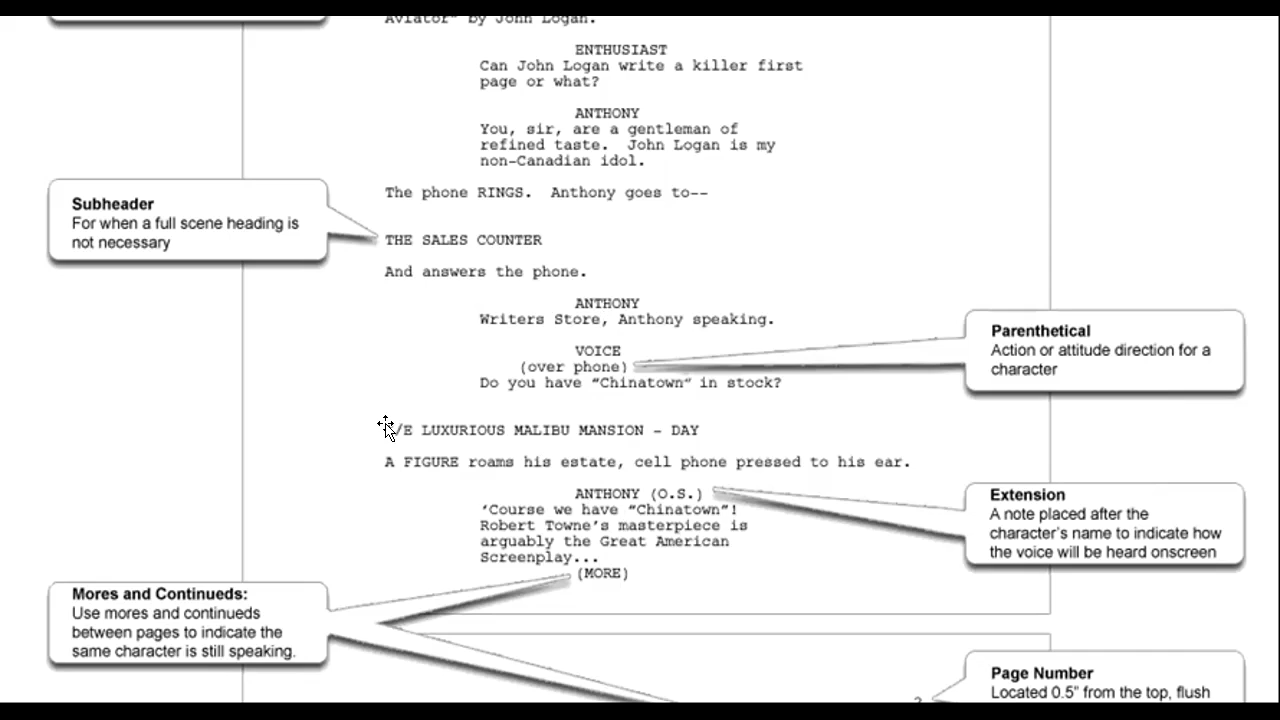 Aviator" by John Logan.
ENTHUSIAST
Can John Logan write a killer first
page or what?
ANTHONY
You, sir, are a gentleman of
refined taste.  John Logan is my
non-Canadian idol.
The phone RINGS.  Anthony goes to--
Subheader
For when a full scene heading is
not necessary
THE SALES COUNTER
And answers the phone.
ANTHONY
Writers Store, Anthony speaking.
VOICE
(over phone)
Do you have “Chinatown” in stock?
Parenthetical
Action or attitude direction for a
character
/E LUXURIOUS MALIBU MANSION – DAY
A FIGURE roams his estate, cell phone pressed to his ear.
ANTHONY (O.S.)
‘Course we have “Chinatown”!
Robert Towne’s masterpiece is
arguably the Great American
Screenplay...
(MORE)
Extension
A note placed after the
character’s name to indicate how
the voice will be heard onscreen
Mores and Continueds:
Use mores and continueds
between pages to indicate the
same character is still speaking.
Page Number
Located 0.5” from the top, flush